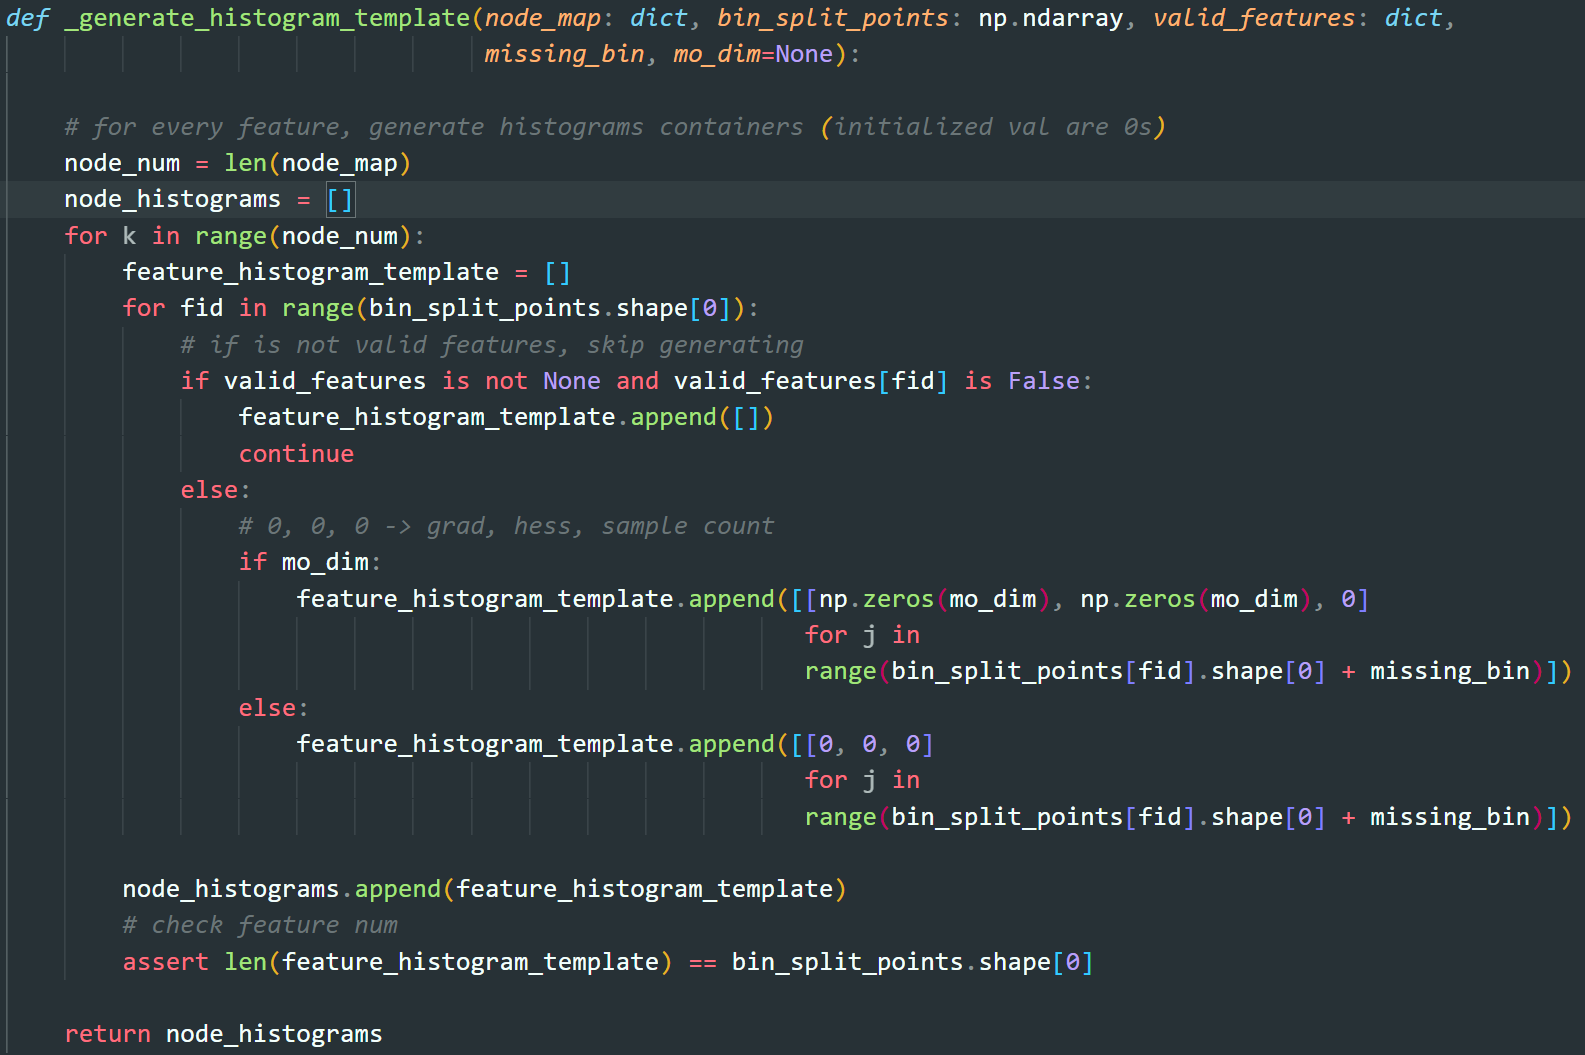 def _generate_histogram_template(node_map: dict, bin_split_points: np.ndarray, valid_features: dict,
                                 missing_bin, mo_dim=None):
    # for every feature, generate histograms containers (initialized val are 0s)
    node_num = len(node_map)
    node_histograms = []
    for k in range(node_num):
        feature_histogram_template = []
        for fid in range(bin_split_points.shape[0]):
            # if is not valid features, skip generating
            if valid_features is not None and valid_features[fid] is False:
                feature_histogram_template.append([])
                continue
            else:
                # 0, 0, 0 -> grad, hess, sample count
                if mo_dim:
                    feature_histogram_template.append([[np.zeros(mo_dim), np.zeros(mo_dim), 0]
                                                       for j in
                                                       range(bin_split_points[fid].shape[0] + missing_bin)])
                else:
                    feature_histogram_template.append([[0, 0, 0]
                                                       for j in
                                                       range(bin_split_points[fid].shape[0] + missing_bin)])
        node_histograms.append(feature_histogram_template)
        # check feature num
        assert len(feature_histogram_template) == bin_split_points.shape[0]
    return node_histograms